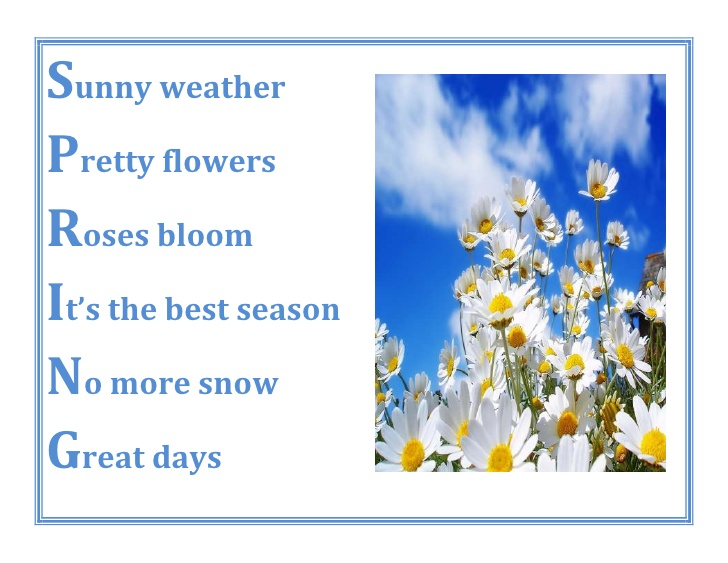 Sunny weather
Pretty flowers
Roses bloom
It’s the best season
No more snow
Great days